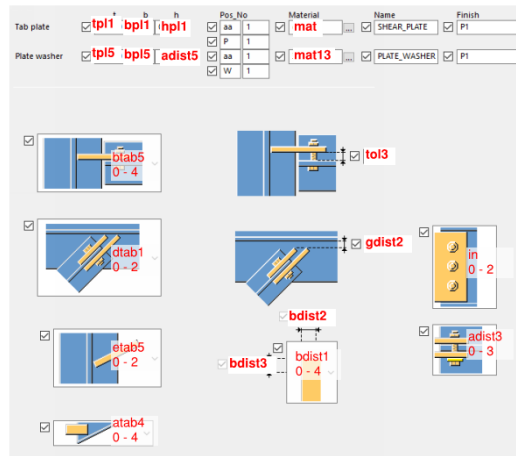 t b h Pos_No Material Name Finish
Tab plate tpl1 bpl1 hpl1 aa 1 mat ... SHEAR_PLATE P1
P 1
Plate washer tpl5 bpl5 adist5 aa 1 mat13 ... PLATE_WASHER P1
W 1
btab5
0 - 4
tol3
dtab1
0 - 2
gdist2
in
0 - 2
bdist2
etab5
0 - 2
bdist3
bdist1
0 - 4
adist3
0 - 3
atab4
0 - 4